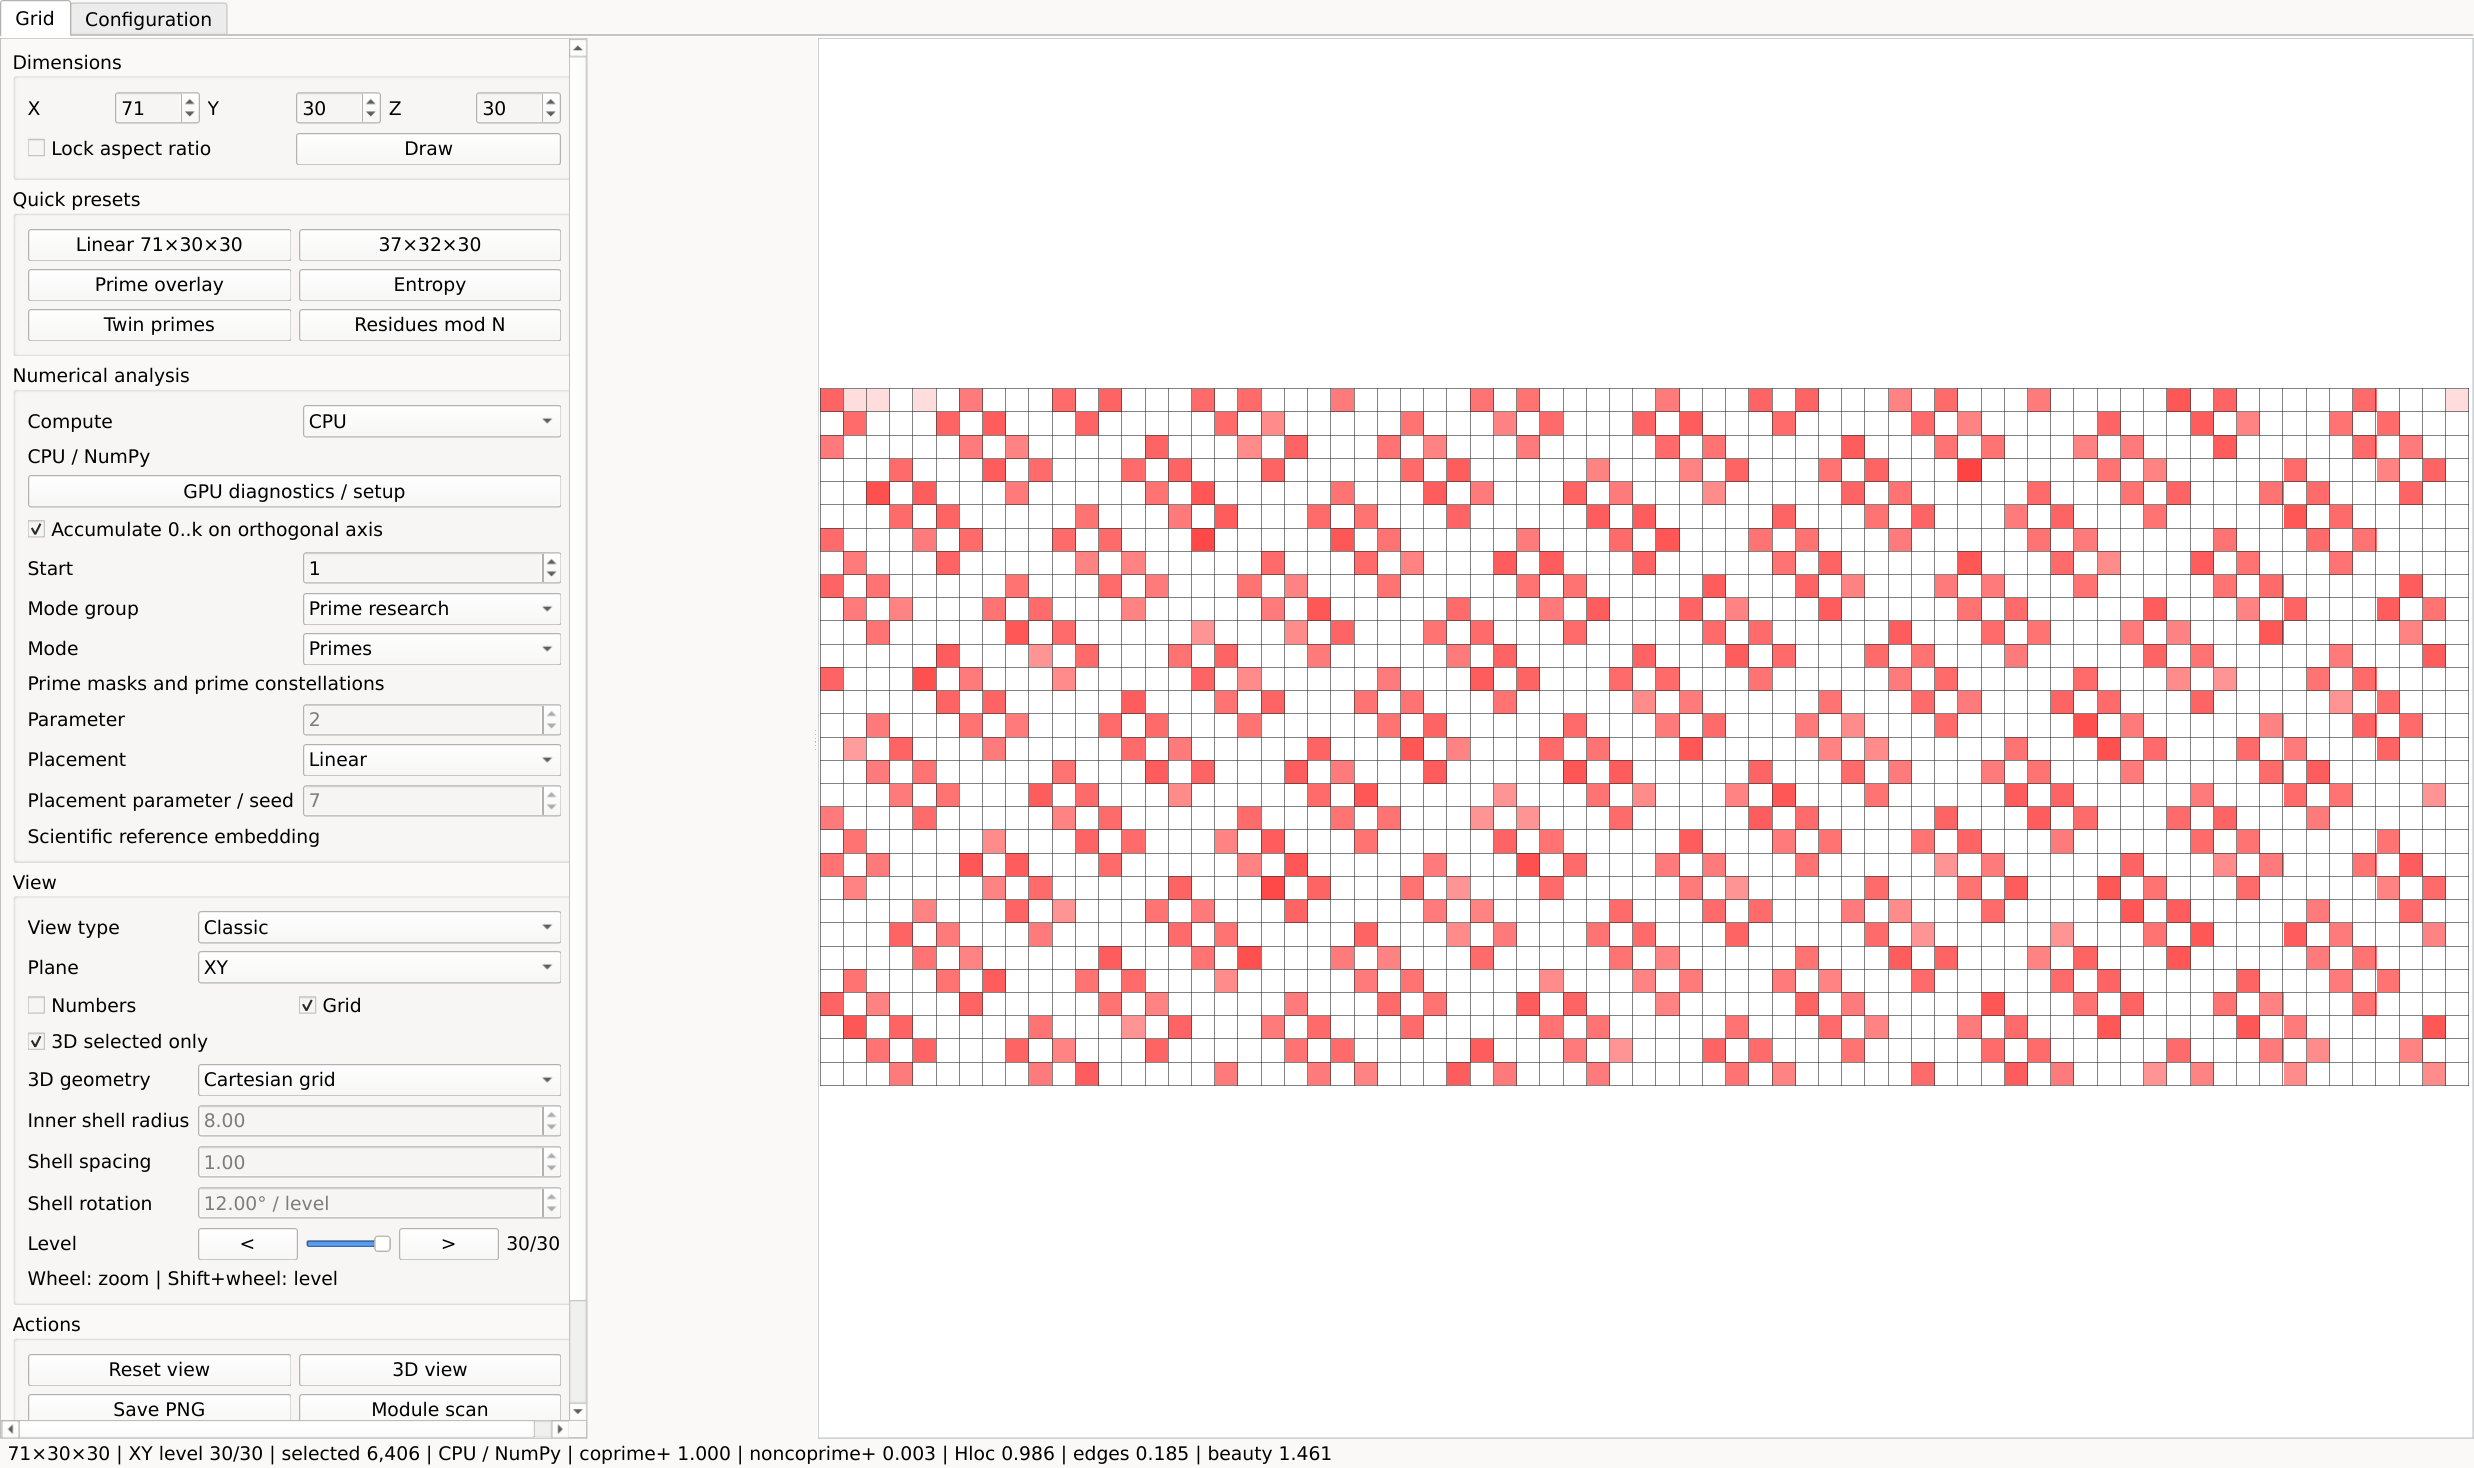 Grid Configuration
Dimensions
X 71 Y 30 Z 30
Lock aspect ratio Draw
Quick presets
Linear 71×30×30 37×32×30
Prime overlay Entropy
Twin primes Residues mod N
Numerical analysis
Compute CPU
CPU / NumPy
GPU diagnostics / setup
Accumulate 0..k on orthogonal axis
Start 1
Mode group Prime research
Mode Primes
Prime masks and prime constellations
Parameter 2
Placement Linear
Placement parameter / seed 7
Scientific reference embedding
View
View type Classic
Plane XY
Numbers Grid
3D selected only
3D geometry Cartesian grid
Inner shell radius 8.00
Shell spacing 1.00
Shell rotation 12.00° / level
Level < > 30/30
Wheel: zoom | Shift+wheel: level
Actions
Reset view 3D view
Save PNG Module scan
71×30×30 | XY level 30/30 | selected 6,406 | CPU / NumPy | coprime+ 1.000 | noncoprime+ 0.003 | Hloc 0.986 | edges 0.185 | beauty 1.461